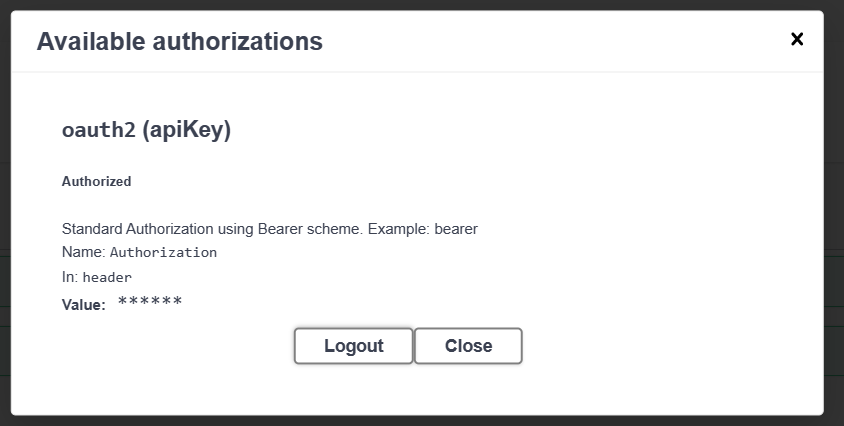 Available authorizations
oauth2 (apiKey)
Authorized
Standard Authorization using Bearer scheme. Example: bearer
Name: Authorization
In: header
Value: ******
Logout Close